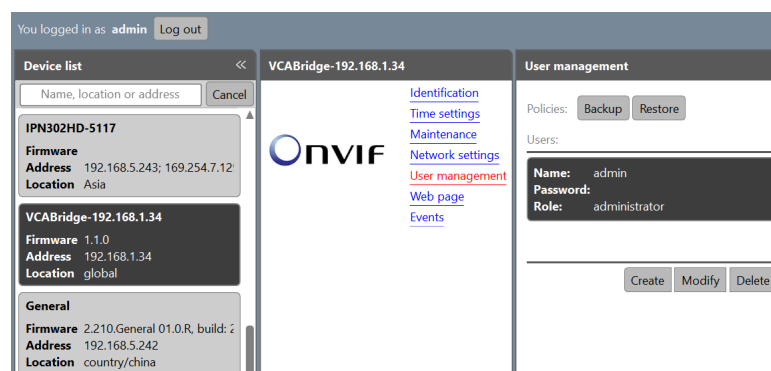 You logged in as admin Log out
Device list «
Name, location or address Cancel
IPN302HD-5117
Firmware
Address 192.168.5.243; 169.254.7.12
Location Asia
VCABridge-192.168.1.34
Firmware 1.1.0
Address 192.168.1.34
Location global
General
Firmware 2.210.General 01.0.R, build: 2
Address 192.168.5.242
Location country/china
VCABridge-192.168.1.34
ONVIF
Identification
Time settings
Maintenance
Network settings
User management
Web page
Events
User management
Policies: Backup Restore
Users:
Name: admin
Password:
Role: administrator
Create Modify Delete